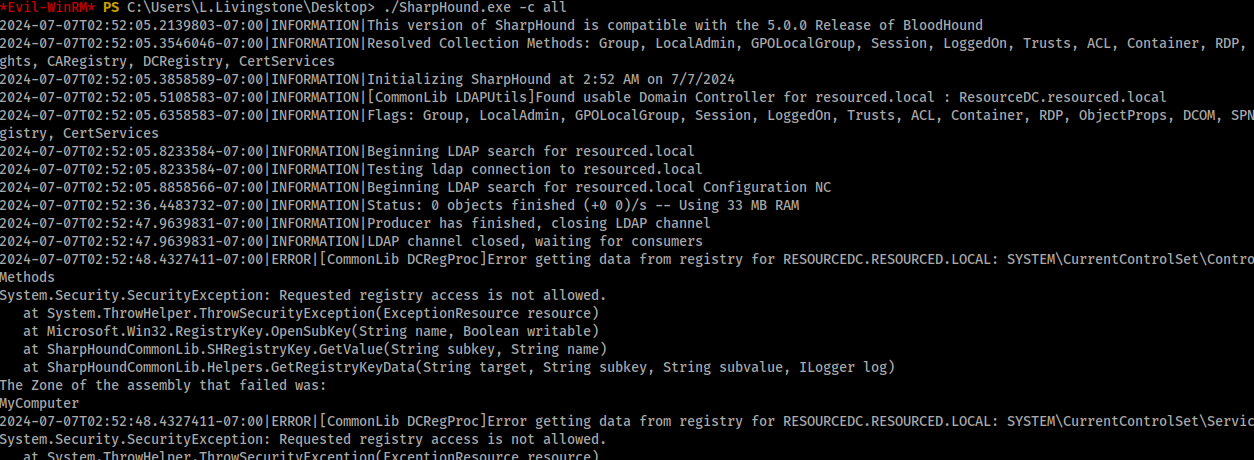 *Evil-WinRM* PS C:\Users\L.Livingstone\Desktop> ./SharpHound.exe -c all
2024-07-07T02:52:05.2139803-07:00|INFORMATION|This version of SharpHound is compatible with the 5.0.0 Release of BloodHound
2024-07-07T02:52:05.3546046-07:00|INFORMATION|Resolved Collection Methods: Group, LocalAdmin, GPOLocalGroup, Session, LoggedOn, Trusts, ACL, Container, RDP,
ghts, CARegistry, DCRegistry, CertServices
2024-07-07T02:52:05.3858589-07:00|INFORMATION|Initializing SharpHound at 2:52 AM on 7/7/2024
2024-07-07T02:52:05.5108583-07:00|INFORMATION|[CommonLib LDAPUtils]Found usable Domain Controller for resourced.local : ResourceDC.resourced.local
2024-07-07T02:52:05.6358583-07:00|INFORMATION|Flags: Group, LocalAdmin, GPOLocalGroup, Session, LoggedOn, Trusts, ACL, Container, RDP, ObjectProps, DCOM, SPN
gistry, CertServices
2024-07-07T02:52:05.8233584-07:00|INFORMATION|Beginning LDAP search for resourced.local
2024-07-07T02:52:05.8233584-07:00|INFORMATION|Testing ldap connection to resourced.local
2024-07-07T02:52:05.8858566-07:00|INFORMATION|Beginning LDAP search for resourced.local Configuration NC
2024-07-07T02:52:36.4483732-07:00|INFORMATION|Status: 0 objects finished (+0 0)/s -- Using 33 MB RAM
2024-07-07T02:52:47.9639831-07:00|INFORMATION|Producer has finished, closing LDAP channel
2024-07-07T02:52:47.9639831-07:00|INFORMATION|LDAP channel closed, waiting for consumers
2024-07-07T02:52:48.4327411-07:00|ERROR|[CommonLib DCRegProc]Error getting data from registry for RESOURCEDC.RESOURCED.LOCAL: SYSTEM\CurrentControlSet\Contro
Methods
System.Security.SecurityException: Requested registry access is not allowed.
   at System.ThrowHelper.ThrowSecurityException(ExceptionResource resource)
   at Microsoft.Win32.RegistryKey.OpenSubKey(String name, Boolean writable)
   at SharpHoundCommonLib.SHRegistryKey.GetValue(String subkey, String name)
   at SharpHoundCommonLib.Helpers.GetRegistryKeyData(String target, String subkey, String subvalue, ILogger log)
The Zone of the assembly that failed was:
MyComputer
2024-07-07T02:52:48.4327411-07:00|ERROR|[CommonLib DCRegProc]Error getting data from registry for RESOURCEDC.RESOURCED.LOCAL: SYSTEM\CurrentControlSet\Servic
System.Security.SecurityException: Requested registry access is not allowed.
   at System.ThrowHelper.ThrowSecurityException(ExceptionResource resource)